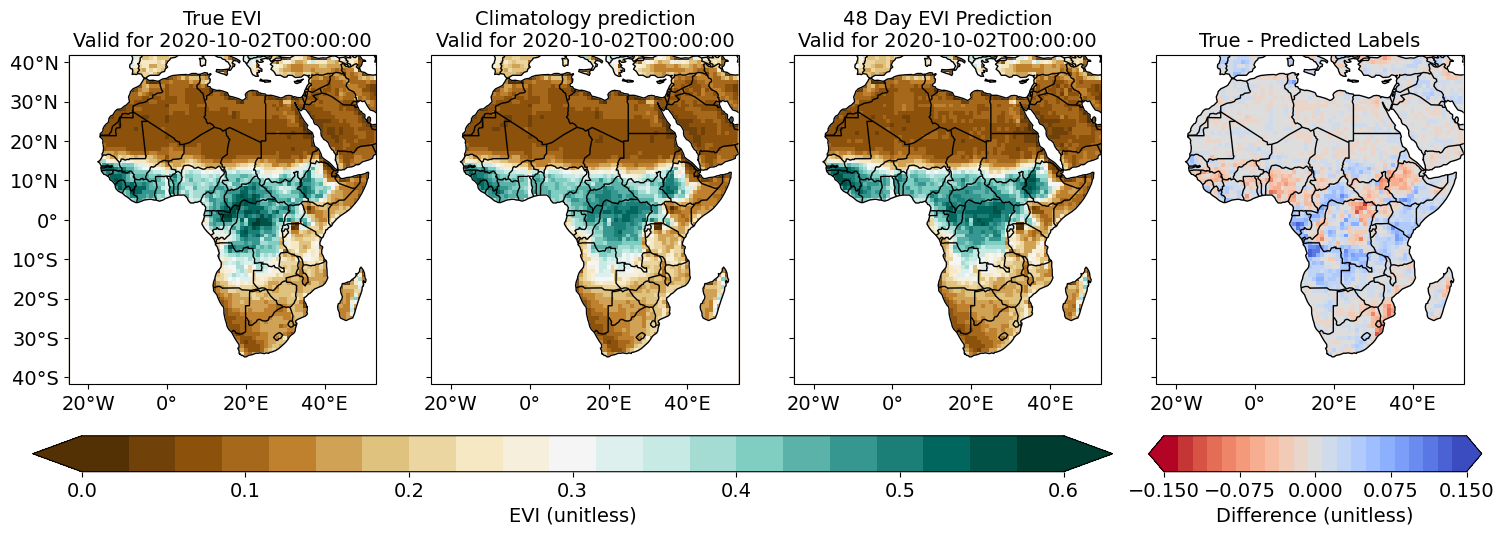 True EVI
Valid for 2020-10-02T00:00:00
Climatology prediction
Valid for 2020-10-02T00:00:00
48 Day EVI Prediction
Valid for 2020-10-02T00:00:00
True - Predicted Labels
40°N
30°N
20°N
10°N
0°
10°S
20°S
30°S
40°S
20°W 0° 20°E 40°E
20°W 0° 20°E 40°E
20°W 0° 20°E 40°E
20°W 0° 20°E 40°E
0.0 0.1 0.2 0.3 0.4 0.5 0.6
EVI (unitless)
−0.150 −0.075 0.000 0.075 0.150
Difference (unitless)